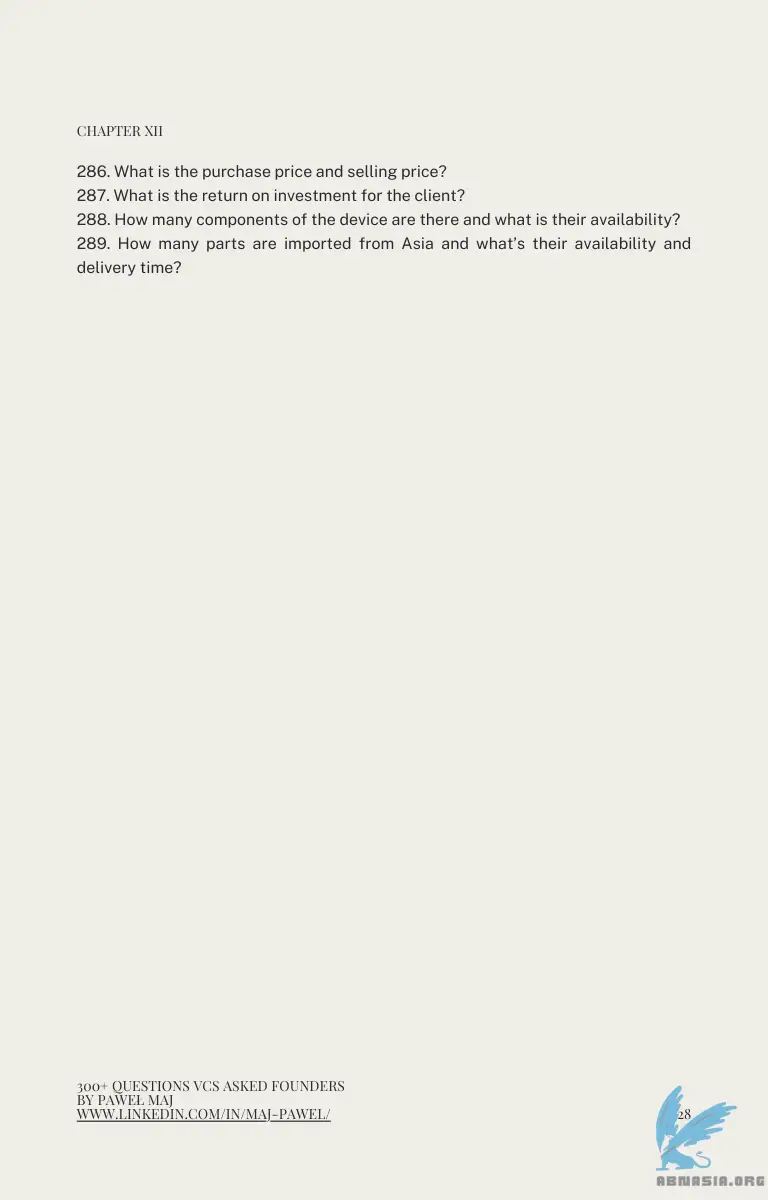 CHAPTER XII
286. What is the purchase price and selling price?
287. What is the return on investment for the client?
288. How many components of the device are there and what is their availability?
289. How many parts are imported from Asia and what's their availability and
delivery time?
300+ QUESTIONS VCS ASKED FOUNDERS
BY PAWEŁ MAJ
WWW.LINKEDIN.COM/IN/MAJ-PAWEL/
28
ABNASIA.ORG